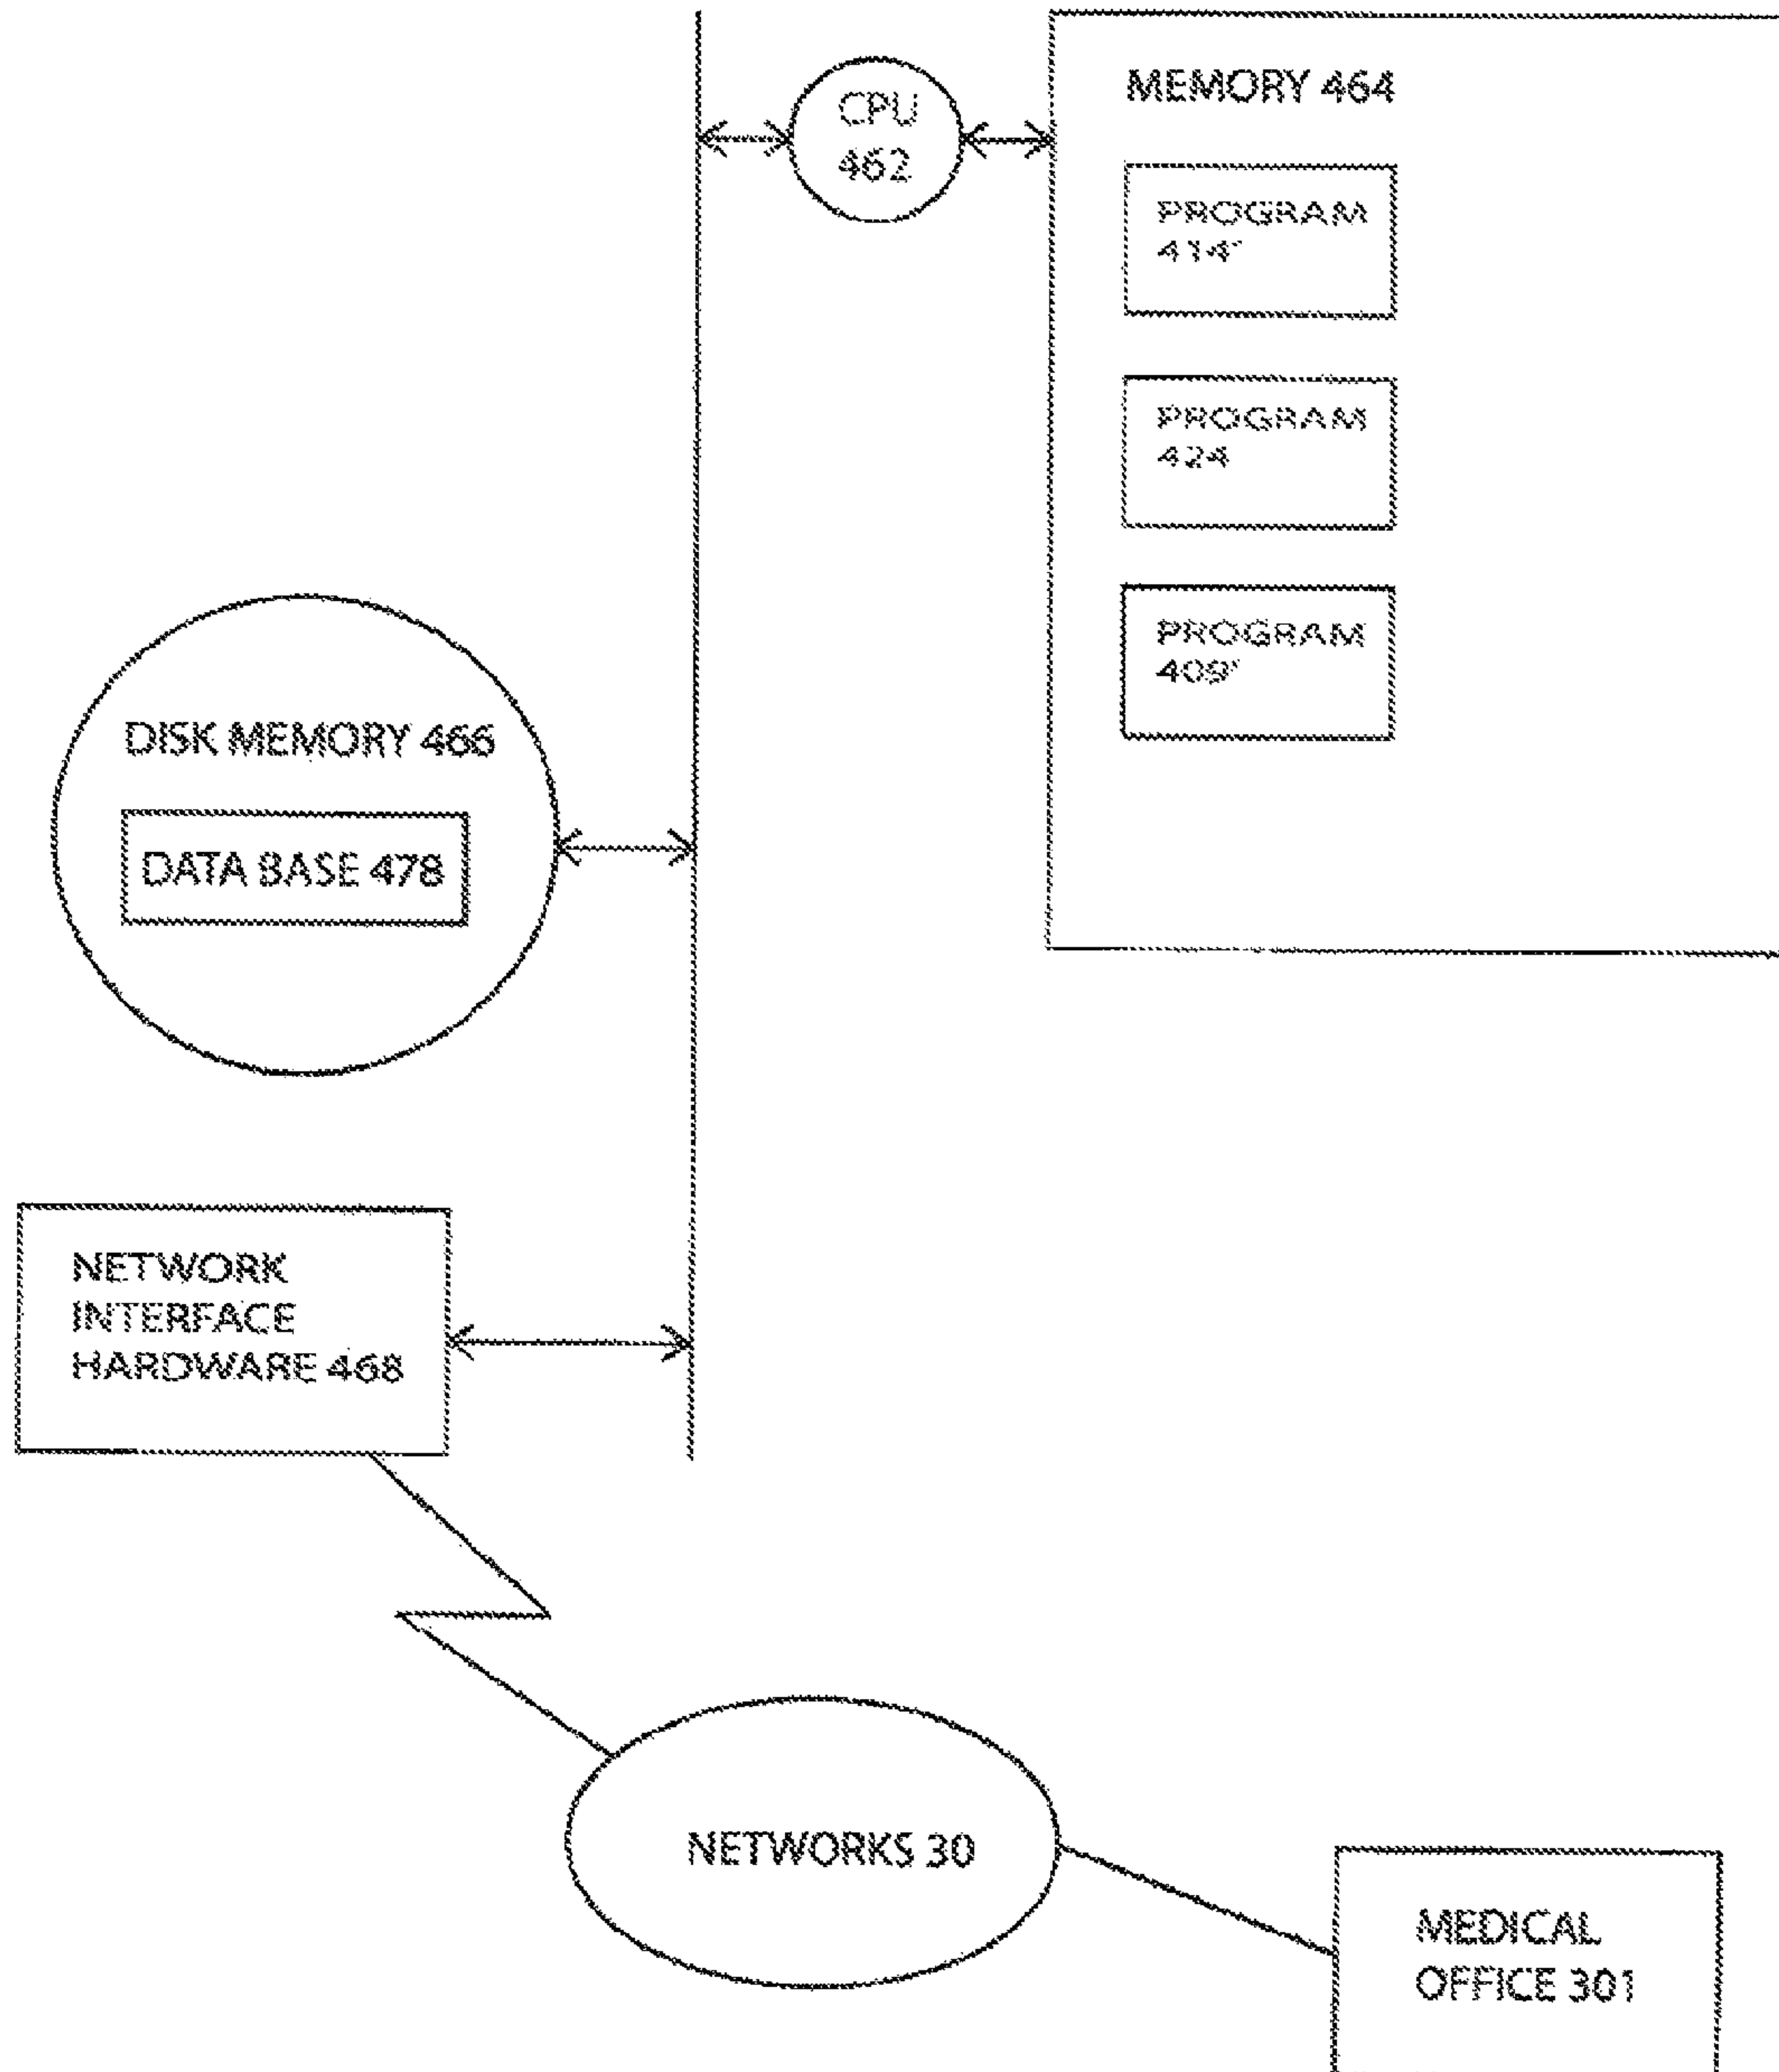 CPU
462
MEMORY 464
PROGRAM
414'
PROGRAM
424
PROGRAM
409'
DISK MEMORY 466
DATA BASE 478
NETWORK
INTERFACE
HARDWARE 468
NETWORKS 30
MEDICAL
OFFICE 301